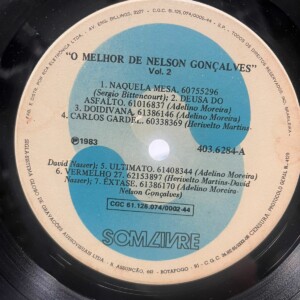 "O MELHOR DE NELSON GONÇALVES"
Vol. 2
1. NAQUELA MESA, 60755296
(Sergio Bittencourt) 2. DEUSA DO
ASFALTO, 61016837 (Adelino Moreira)
3. DODIVANA, 61386146 (Adelino Moreira)
4. CARLOS GARDEL, 60338369 (Herivelto Martins-
℗1983
403.6284-A
David Nasser) 5. ULTIMATO, 61408344 (Adelino Moreira)
6. VERMELHO 27, 62153897 (Herivelto Martins-David
Nasser) 7. ÊXTASE, 61386170 (Adelino Moreira-
Nelson Gonçalves)
CGC 61.128.074/0002-44
SOM LIVRE